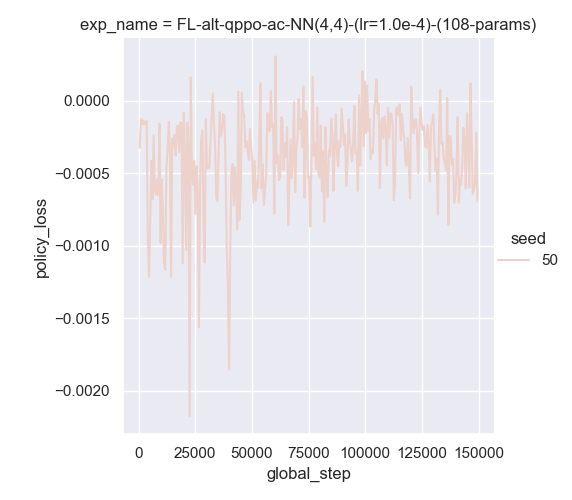 exp_name = FL-alt-qppo-ac-NN(4,4)-(lr=1.0e-4)-(108-params)
policy_loss
0.0000
−0.0005
−0.0010
−0.0015
−0.0020
seed
50
0 25000 50000 75000 100000 125000 150000
global_step